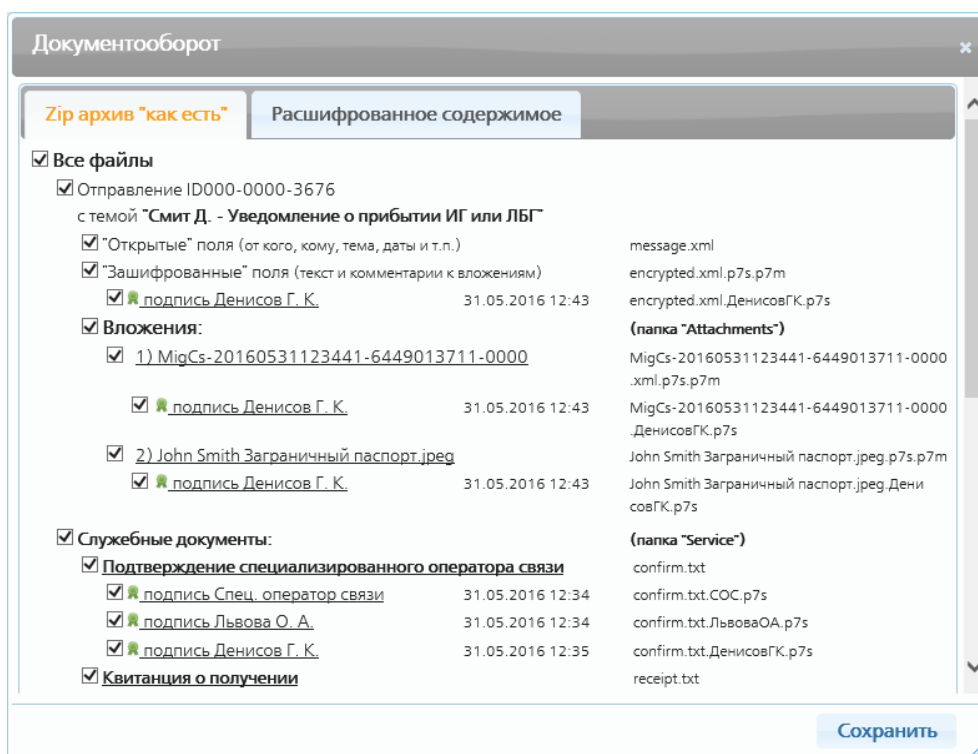 Документооборот
Zip архив "как есть" Расшифрованное содержимое
Все файлы
Отправление ID000-0000-3676
с темой "Смит Д. - Уведомление о прибытии ИГ или ЛБГ"
"Открытые" поля (от кого, кому, тема, даты и т.п.) message.xml
"Зашифрованные" поля (текст и комментарии к вложениям) encrypted.xml.p7s.p7m
подпись Денисов Г. К. 31.05.2016 12:43 encrypted.xml.ДенисовГК.p7s
Вложения: (папка "Attachments")
1) MigCs-20160531123441-6449013711-0000 MigCs-20160531123441-6449013711-0000
.xml.p7s.p7m
подпись Денисов Г. К. 31.05.2016 12:43 MigCs-20160531123441-6449013711-0000
.ДенисовГК.p7s
2) John Smith Заграничный паспорт.jpeg John Smith Заграничный паспорт.jpeg.p7s.p7m
подпись Денисов Г. К. 31.05.2016 12:43 John Smith Заграничный паспорт.jpeg.Дени
совГК.p7s
Служебные документы: (папка "Service")
Подтверждение специализированного оператора связи confirm.txt
подпись Спец. оператор связи 31.05.2016 12:34 confirm.txt.СОС.p7s
подпись Львова О. А. 31.05.2016 12:34 confirm.txt.ЛьвоваОА.p7s
подпись Денисов Г. К. 31.05.2016 12:35 confirm.txt.ДенисовГК.p7s
Квитанция о получении receipt.txt
Сохранить